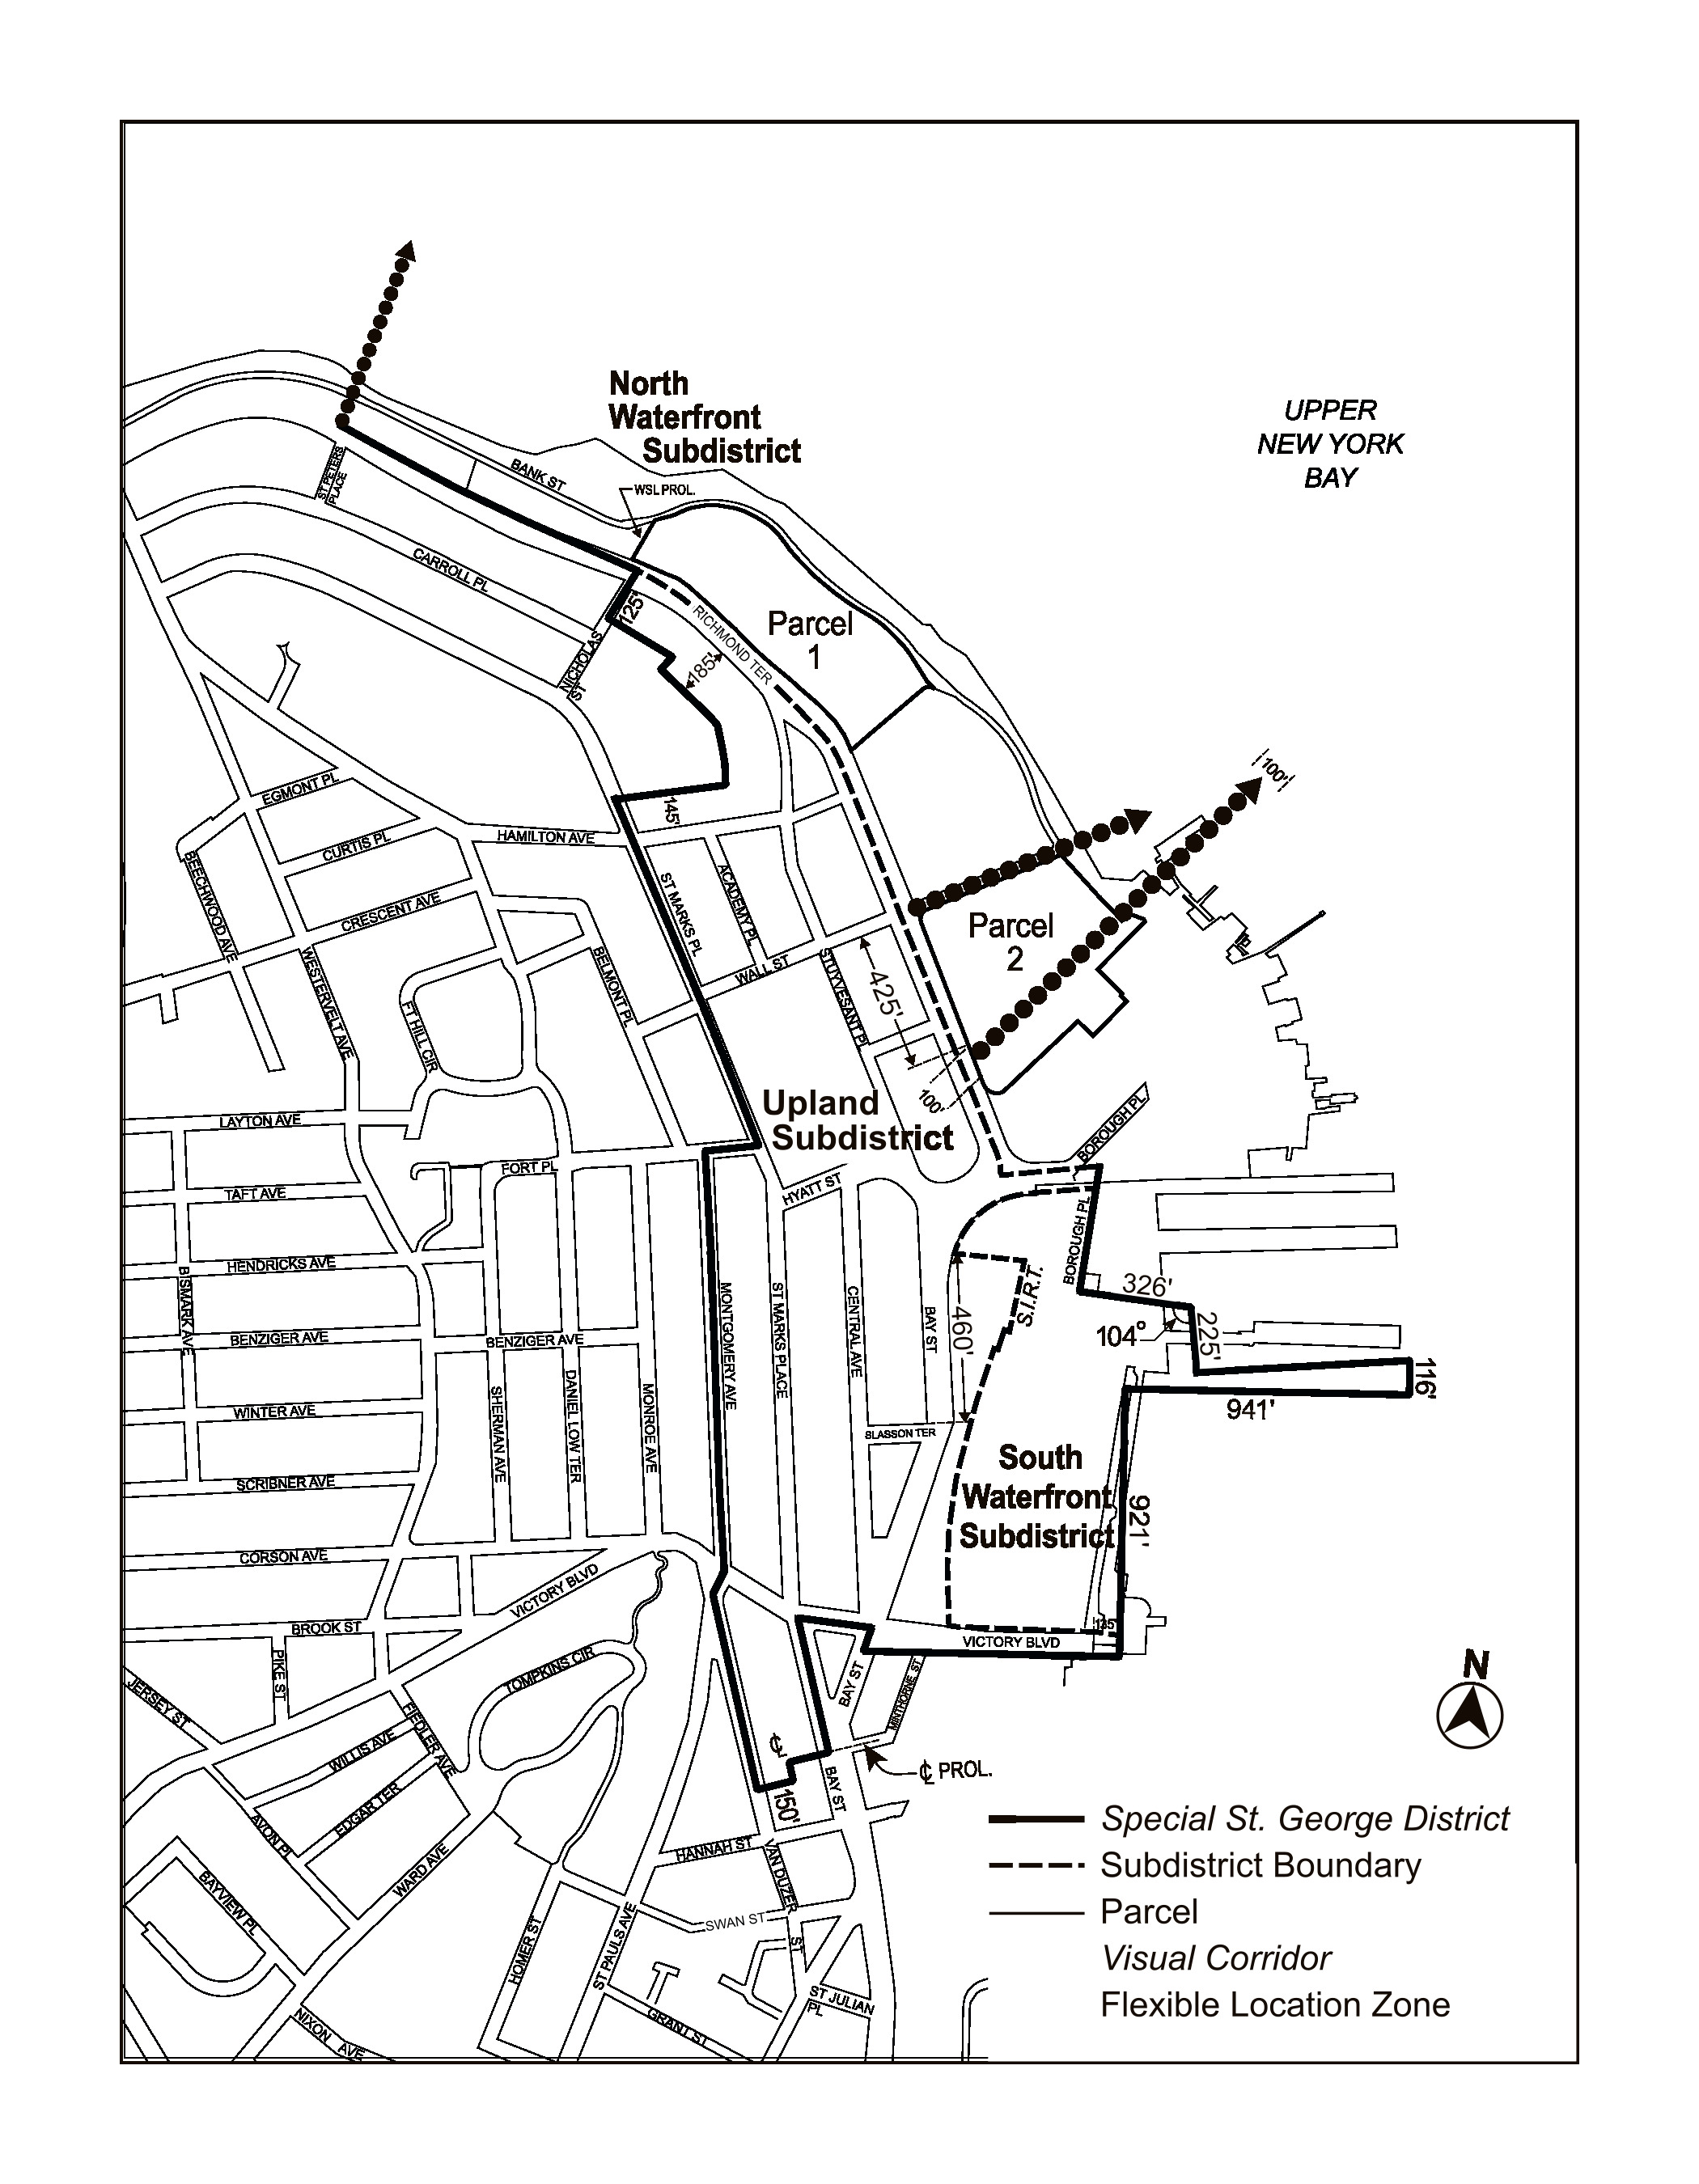 North
Waterfront
Subdistrict
UPPER
NEW YORK
BAY
ST PETERS
PLACE
BANK ST
WSL PROL.
CARROLL PL
125'
NICHOLAS
ST
RICHMOND TER
185'
Parcel
1
100'
EGMONT PL
145'
HAMILTON AVE
CURTIS PL
BEECHWOOD AVE
CRESCENT AVE
ST MARKS PL
ACADEMY PL
Parcel
2
WESTERVELT AVE
BELMONT PL
WALL ST
STUYVESANT PL
425'
FT HILL CIR
100'
Upland
Subdistrict
BOROUGH PL
LAYTON AVE
FORT PL
TAFT AVE
HYATT ST
BOROUGH PL
HENDRICKS AVE
S.I.R.T.
326'
BISMARK AVE
MONTGOMERY AVE
ST MARKS PLACE
CENTRAL AVE
BAY ST
460'
104°
225'
BENZIGER AVE
BENZIGER AVE
116'
941'
SHERMAN AVE
DANIEL LOW TER
MONROE AVE
WINTER AVE
SLASSON TER
South
Waterfront
Subdistrict
921'
SCRIBNER AVE
CORSON AVE
VICTORY BLVD
BROOK ST
135'
VICTORY BLVD
PIKE ST
TOMPKINS CIR
BAY ST
MINTHORNE ST
JERSEY ST
FIEDLER AVE
WILLIS AVE
℄
℄ PROL.
EDGAR TER
AVON PL
150'
BAY ST
HANNAH ST
VAN DUZER
ST
WARD AVE
BAYVIEW PL
SWAN ST
HOMER ST
ST PAULS AVE
ST JULIAN
PL
GRANT ST
NIXON AVE
N
Special St. George District
Subdistrict Boundary
Parcel
Visual Corridor
Flexible Location Zone